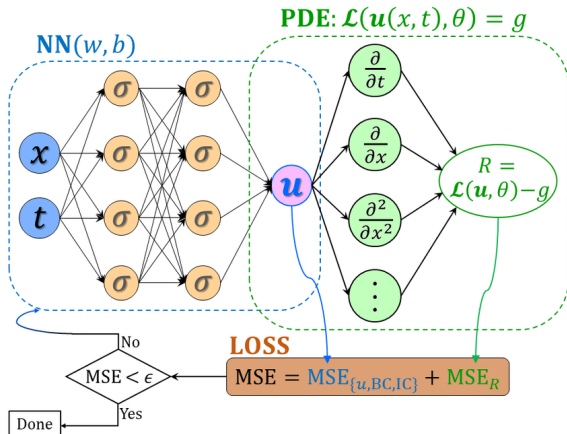 PDE: 𝓛(u(x, t), θ) = g
NN(w, b)
σ σ
∂/∂t
x σ σ
∂/∂x
u
R =
𝓛(u, θ)−g
t σ σ
∂²/∂x²
σ σ
⋮
No
LOSS
MSE < ϵ
MSE = MSE{u,BC,IC} + MSE_R
Yes
Done